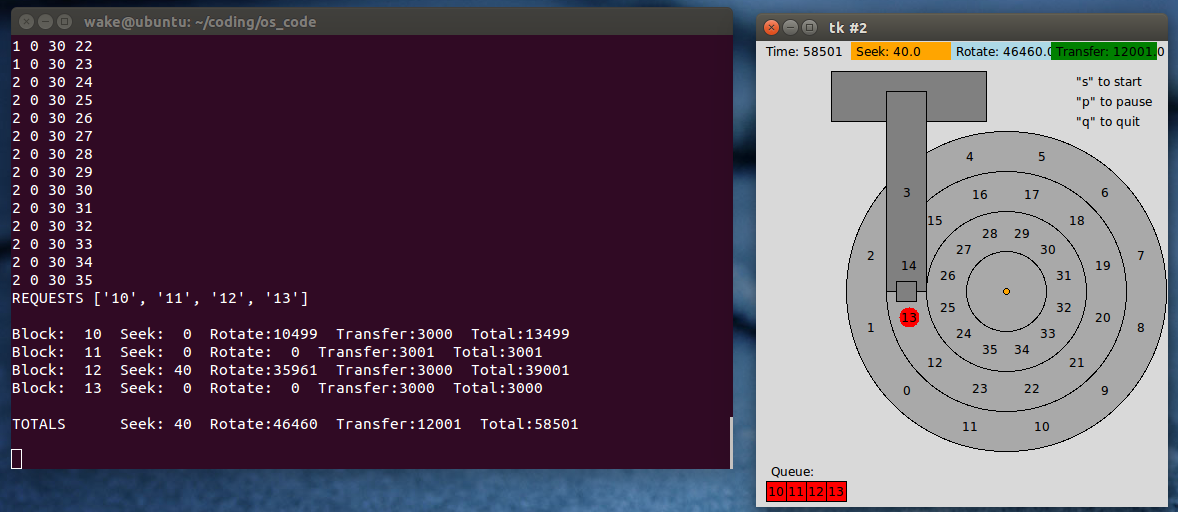 wake@ubuntu: ~/coding/os_code
1 0 30 22
1 0 30 23
2 0 30 24
2 0 30 25
2 0 30 26
2 0 30 27
2 0 30 28
2 0 30 29
2 0 30 30
2 0 30 31
2 0 30 32
2 0 30 33
2 0 30 34
2 0 30 35
REQUESTS ['10', '11', '12', '13']
Block:  10  Seek:  0  Rotate:10499  Transfer:3000  Total:13499
Block:  11  Seek:  0  Rotate:  0  Transfer:3001  Total:3001
Block:  12  Seek: 40  Rotate:35961  Transfer:3000  Total:39001
Block:  13  Seek:  0  Rotate:  0  Transfer:3000  Total:3000
TOTALS      Seek: 40  Rotate:46460  Transfer:12001  Total:58501
tk #2
Time: 58501 Seek: 40.0 Rotate: 46460.0 Transfer: 12001.0
"s" to start
"p" to pause
"q" to quit
4 5
3 16 17 6
15 18
28 29
2 27 30 7
14 26 31 19
25 32
1 13 20 8
24 33
12 35 34 21
0 23 22 9
11 10
Queue:
10 11 12 13